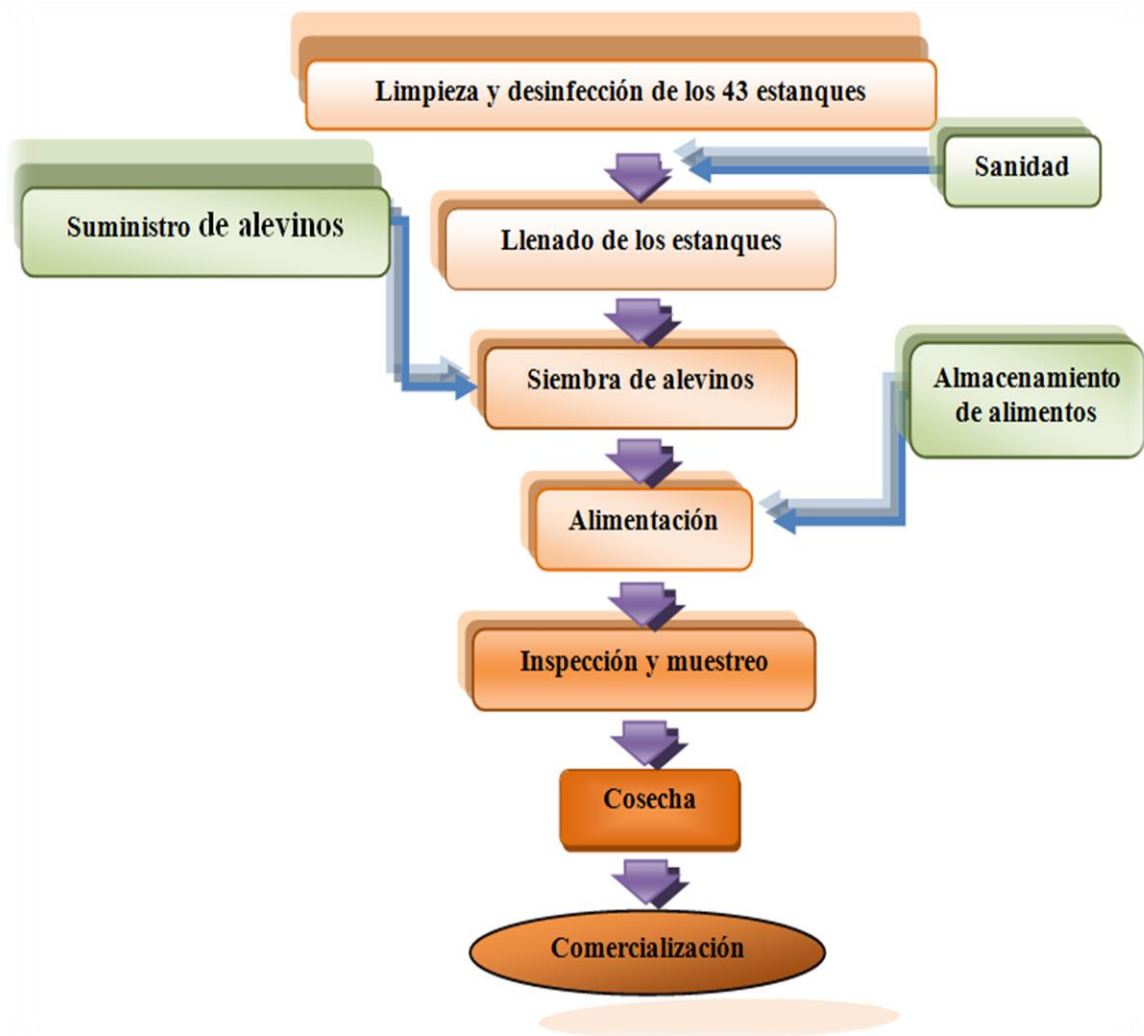 Limpieza y desinfección de los 43 estanques
Sanidad
Suministro de alevinos
Llenado de los estanques
Siembra de alevinos
Almacenamiento
de alimentos
Alimentación
Inspección y muestreo
Cosecha
Comercialización